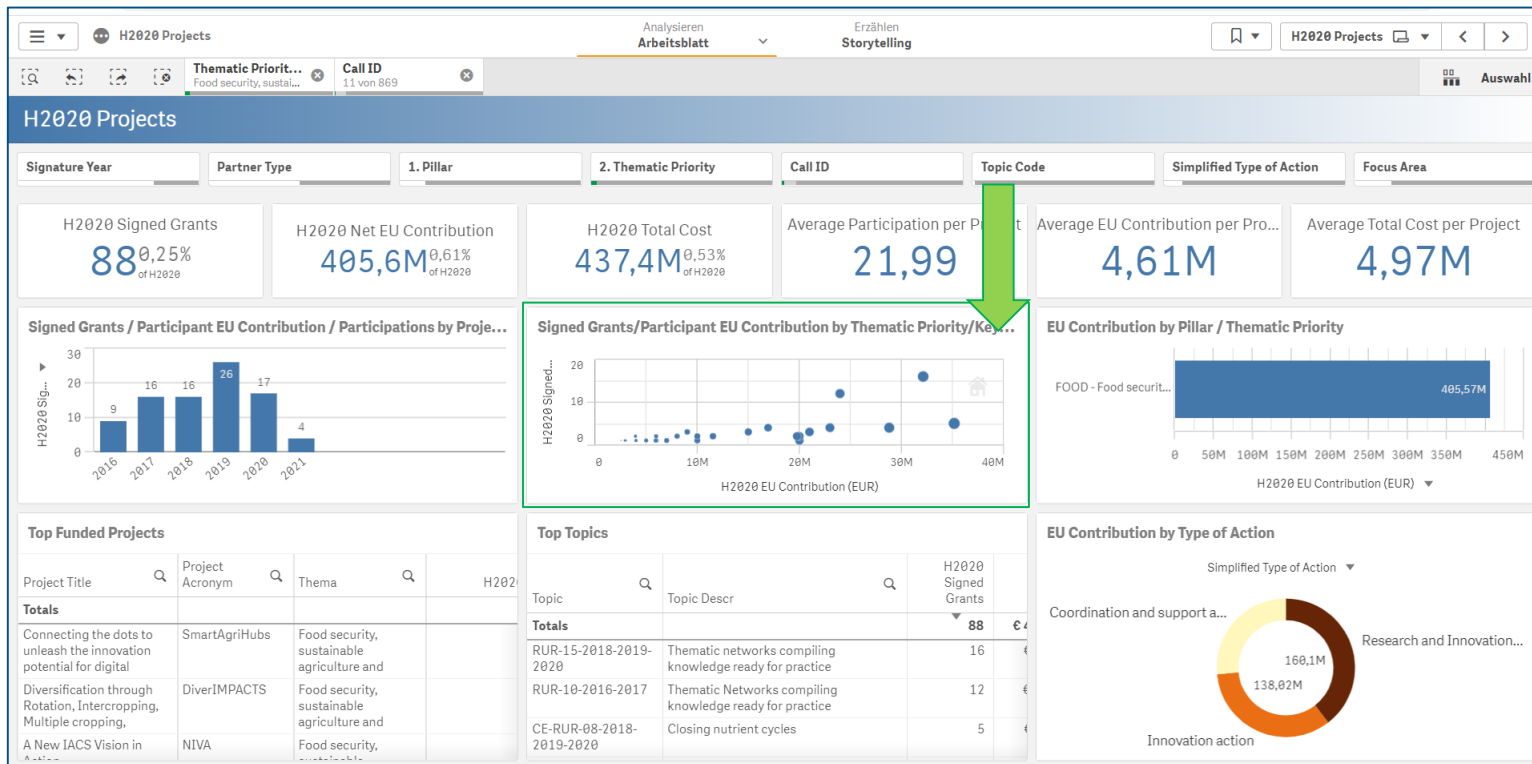 Analysieren
Arbeitsblatt
Erzählen
Storytelling
H2020 Projects
H2020 Projects
Thematic Priorit...
Food security, sustai...
Call ID
11 von 869
Auswahl
H2020 Projects
Signature Year
Partner Type
1. Pillar
2. Thematic Priority
Call ID
Topic Code
Simplified Type of Action
Focus Area
H2020 Signed Grants
88 0,25%
of H2020
H2020 Net EU Contribution
405,6M 0,61%
of H2020
H2020 Total Cost
437,4M 0,53%
of H2020
Average Participation per P t
21,99
Average EU Contribution per Pro...
4,61M
Average Total Cost per Project
4,97M
Signed Grants / Participant EU Contribution / Participations by Proje...
H2020 Sig...
30
20
10
0
9
16
16
26
17
4
2016
2017
2018
2019
2020
2021
Signed Grants/Participant EU Contribution by Thematic Priority/Key...
H2020 Signed...
20
10
0
0
10M
20M
30M
40M
H2020 EU Contribution (EUR)
EU Contribution by Pillar / Thematic Priority
FOOD - Food securit...
405,57M
0
50M
100M
150M
200M
250M
300M
350M
450M
H2020 EU Contribution (EUR)
Top Funded Projects
Project Title
Project
Acronym
Thema
H202
Totals
Connecting the dots to
unleash the innovation
potential for digital
SmartAgriHubs
Food security,
sustainable
agriculture and
Diversification through
Rotation, Intercropping,
Multiple cropping,
DiverIMPACTS
Food security,
sustainable
agriculture and
A New IACS Vision in
NIVA
Food security,
Top Topics
Topic
Topic Descr
H2020
Signed
Grants
Totals
88
€ 4
RUR-15-2018-2019-
2020
Thematic networks compiling
knowledge ready for practice
16
RUR-10-2016-2017
Thematic Networks compiling
knowledge ready for practice
12
CE-RUR-08-2018-
2019-2020
Closing nutrient cycles
5
EU Contribution by Type of Action
Simplified Type of Action
Coordination and support a...
Research and Innovation...
160,1M
138,02M
Innovation action